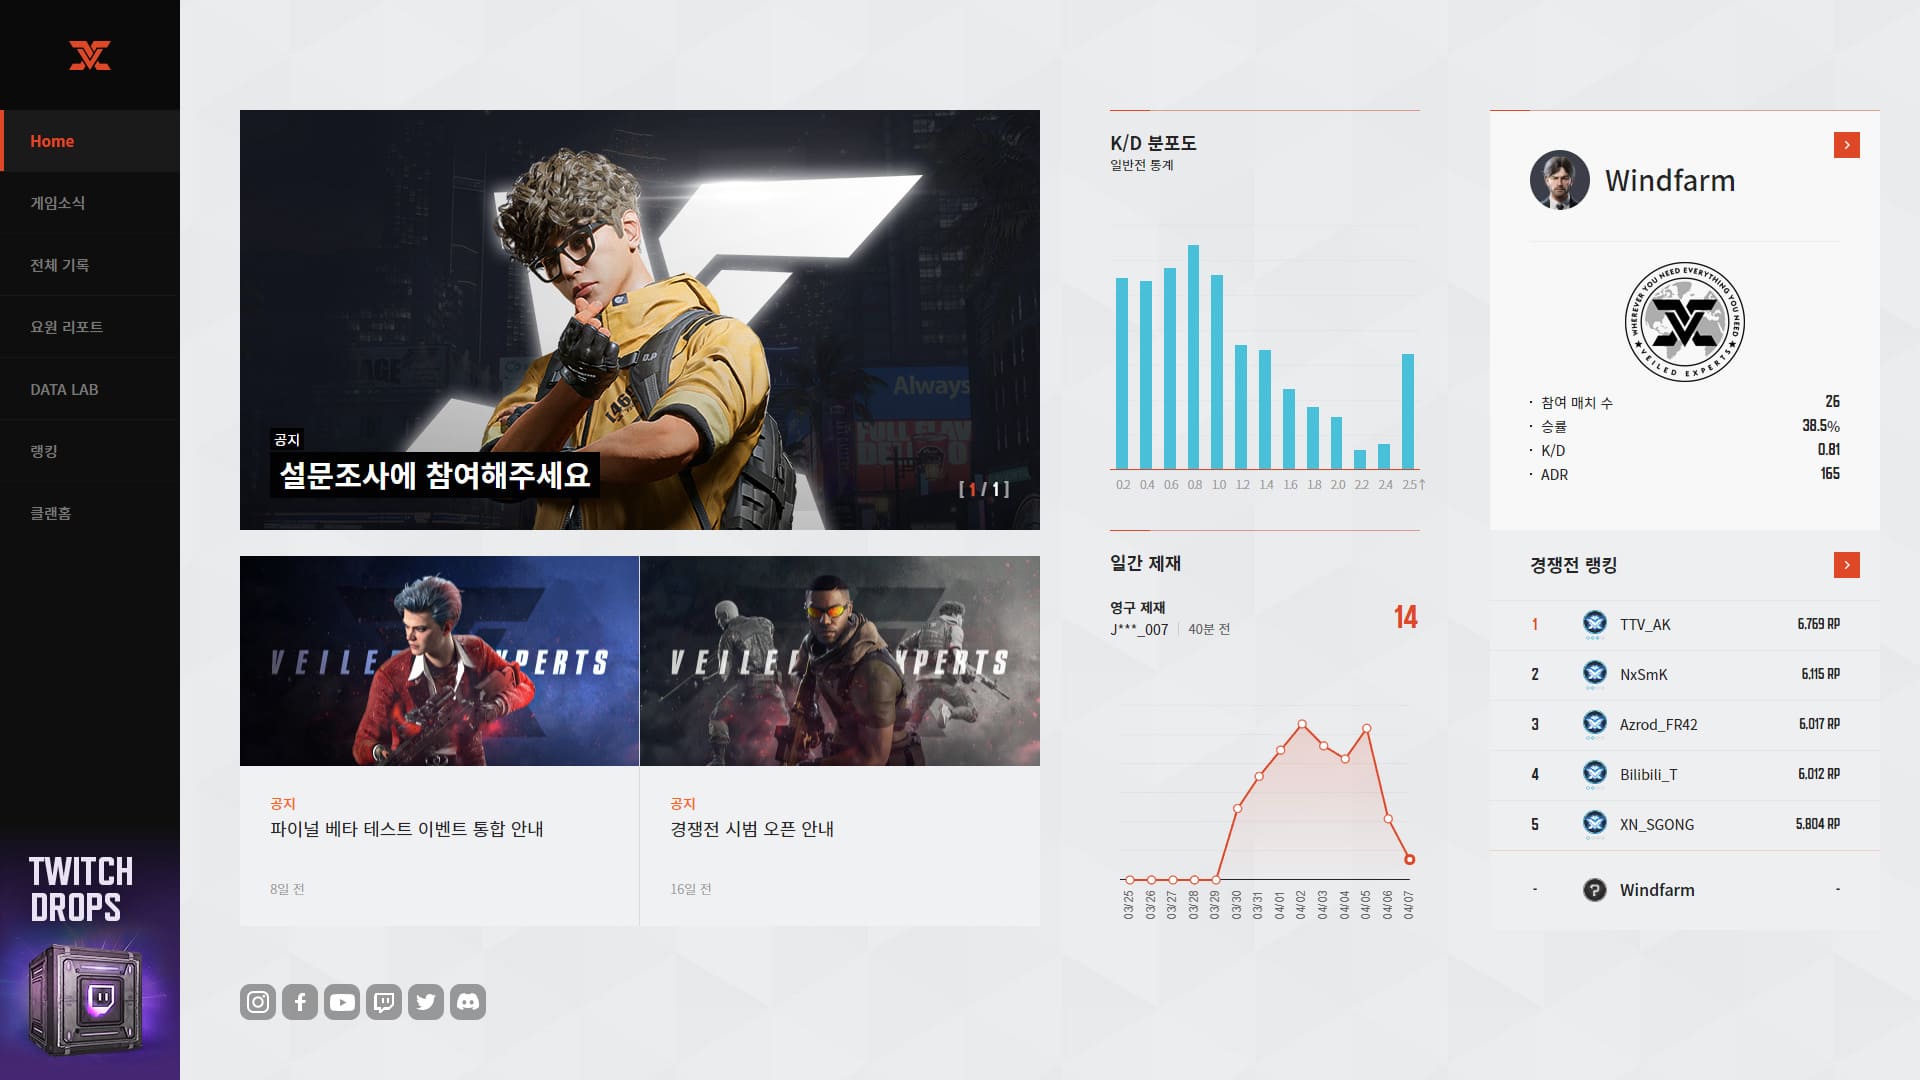 Home
게임소식
전체 기록
요원 리포트
DATA LAB
랭킹
클랜홈
TWITCH
DROPS
Always
공지
설문조사에 참여해주세요
[ 1 / 1 ]
공지
파이널 베타 테스트 이벤트 통합 안내
8일 전
공지
경쟁전 시범 오픈 안내
16일 전
K/D 분포도
일반전 통계
0.2 0.4 0.6 0.8 1.0 1.2 1.4 1.6 1.8 2.0 2.2 2.4 2.5↑
일간 제재
영구 제재
J***_007 | 40분 전
14
03/25 03/26 03/27 03/28 03/29 03/30 03/31 04/01 04/02 04/03 04/04 04/05 04/06 04/07
Windfarm
WHEREVER YOU NEED EVERYTHING YOU NEED
VEILED EXPERTS
· 참여 매치 수 26
· 승률 38.5%
· K/D 0.81
· ADR 165
경쟁전 랭킹
1 TTV_AK 6,769 RP
2 NxSmK 6,115 RP
3 Azrod_FR42 6,017 RP
4 Bilibili_T 6,012 RP
5 XN_SGONG 5,804 RP
- ? Windfarm -